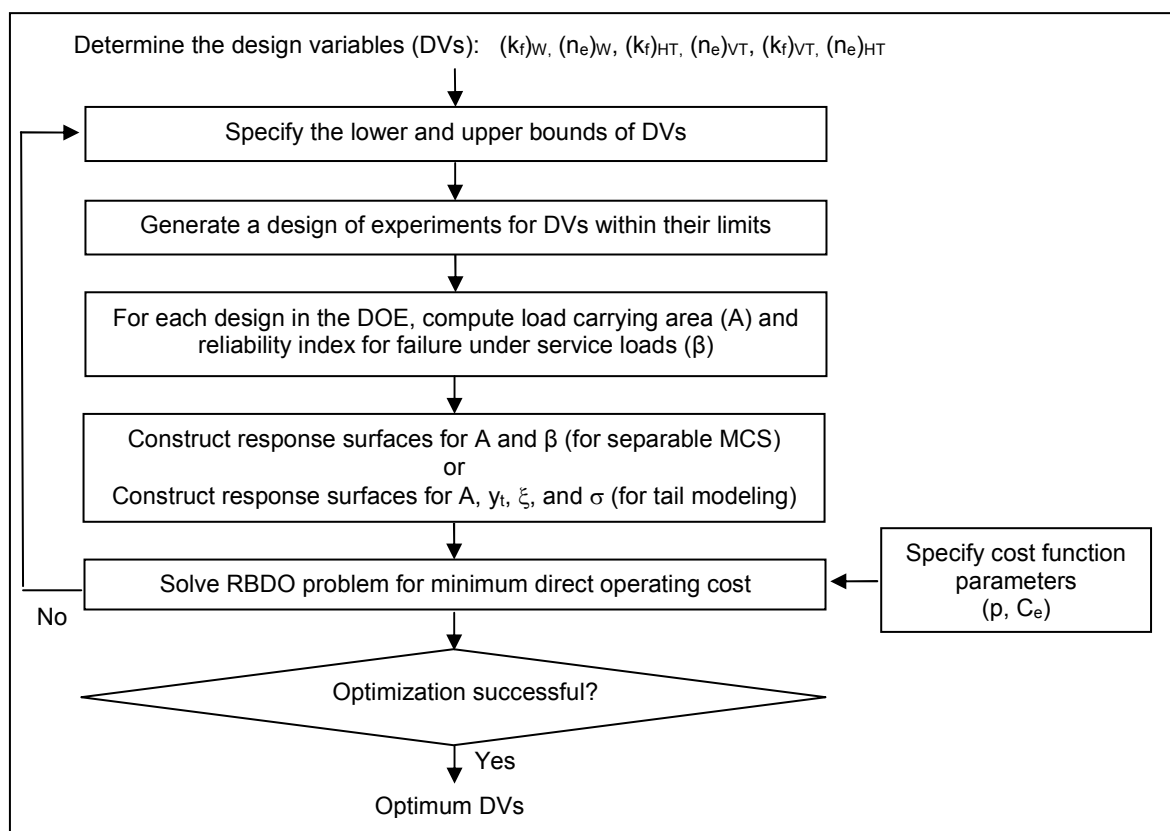 Determine the design variables (DVs): (kf)W, (ne)W, (kf)HT, (ne)VT, (kf)VT, (ne)HT
Specify the lower and upper bounds of DVs
Generate a design of experiments for DVs within their limits
For each design in the DOE, compute load carrying area (A) and
reliability index for failure under service loads (β)
Construct response surfaces for A and β (for separable MCS)
or
Construct response surfaces for A, yt, ξ, and σ (for tail modeling)
Specify cost function
parameters
(p, Ce)
Solve RBDO problem for minimum direct operating cost
No
Optimization successful?
Yes
Optimum DVs